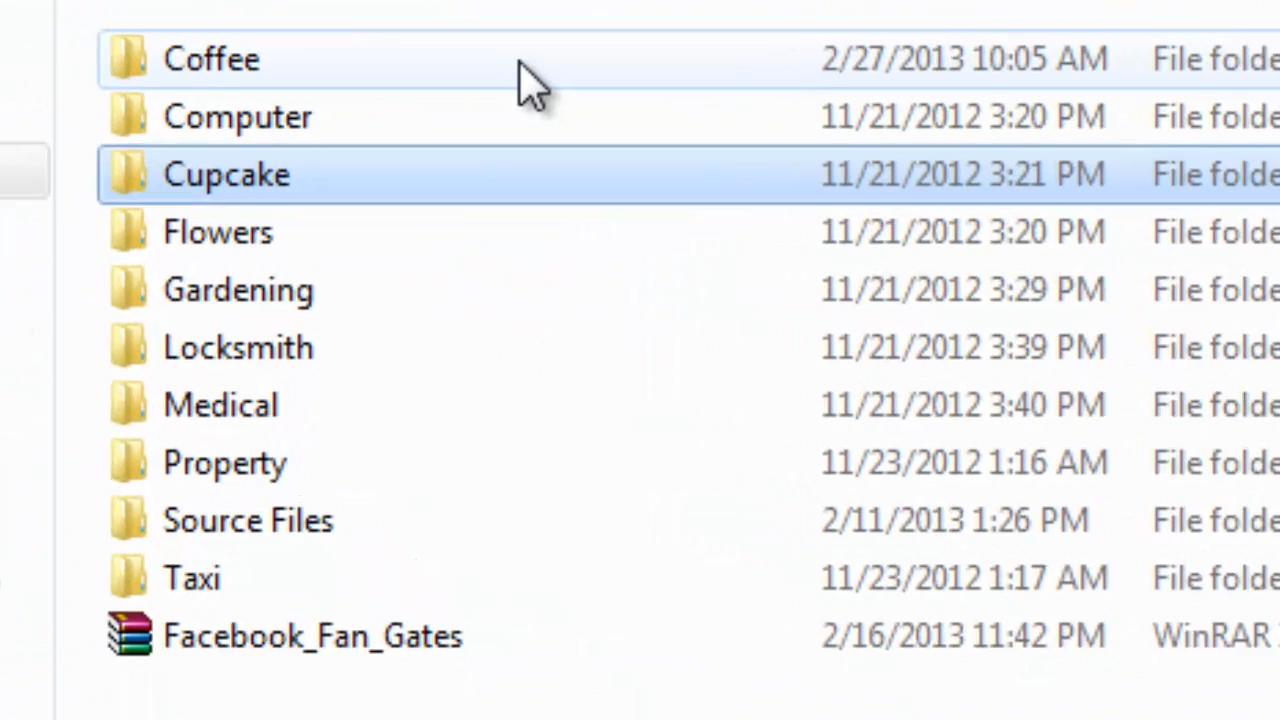 Coffee 2/27/2013 10:05 AM File folde
Computer 11/21/2012 3:20 PM File folde
Cupcake 11/21/2012 3:21 PM File folde
Flowers 11/21/2012 3:20 PM File folde
Gardening 11/21/2012 3:29 PM File folde
Locksmith 11/21/2012 3:39 PM File folde
Medical 11/21/2012 3:40 PM File folde
Property 11/23/2012 1:16 AM File folde
Source Files 2/11/2013 1:26 PM File folde
Taxi 11/23/2012 1:17 AM File folde
Facebook_Fan_Gates 2/16/2013 11:42 PM WinRAR